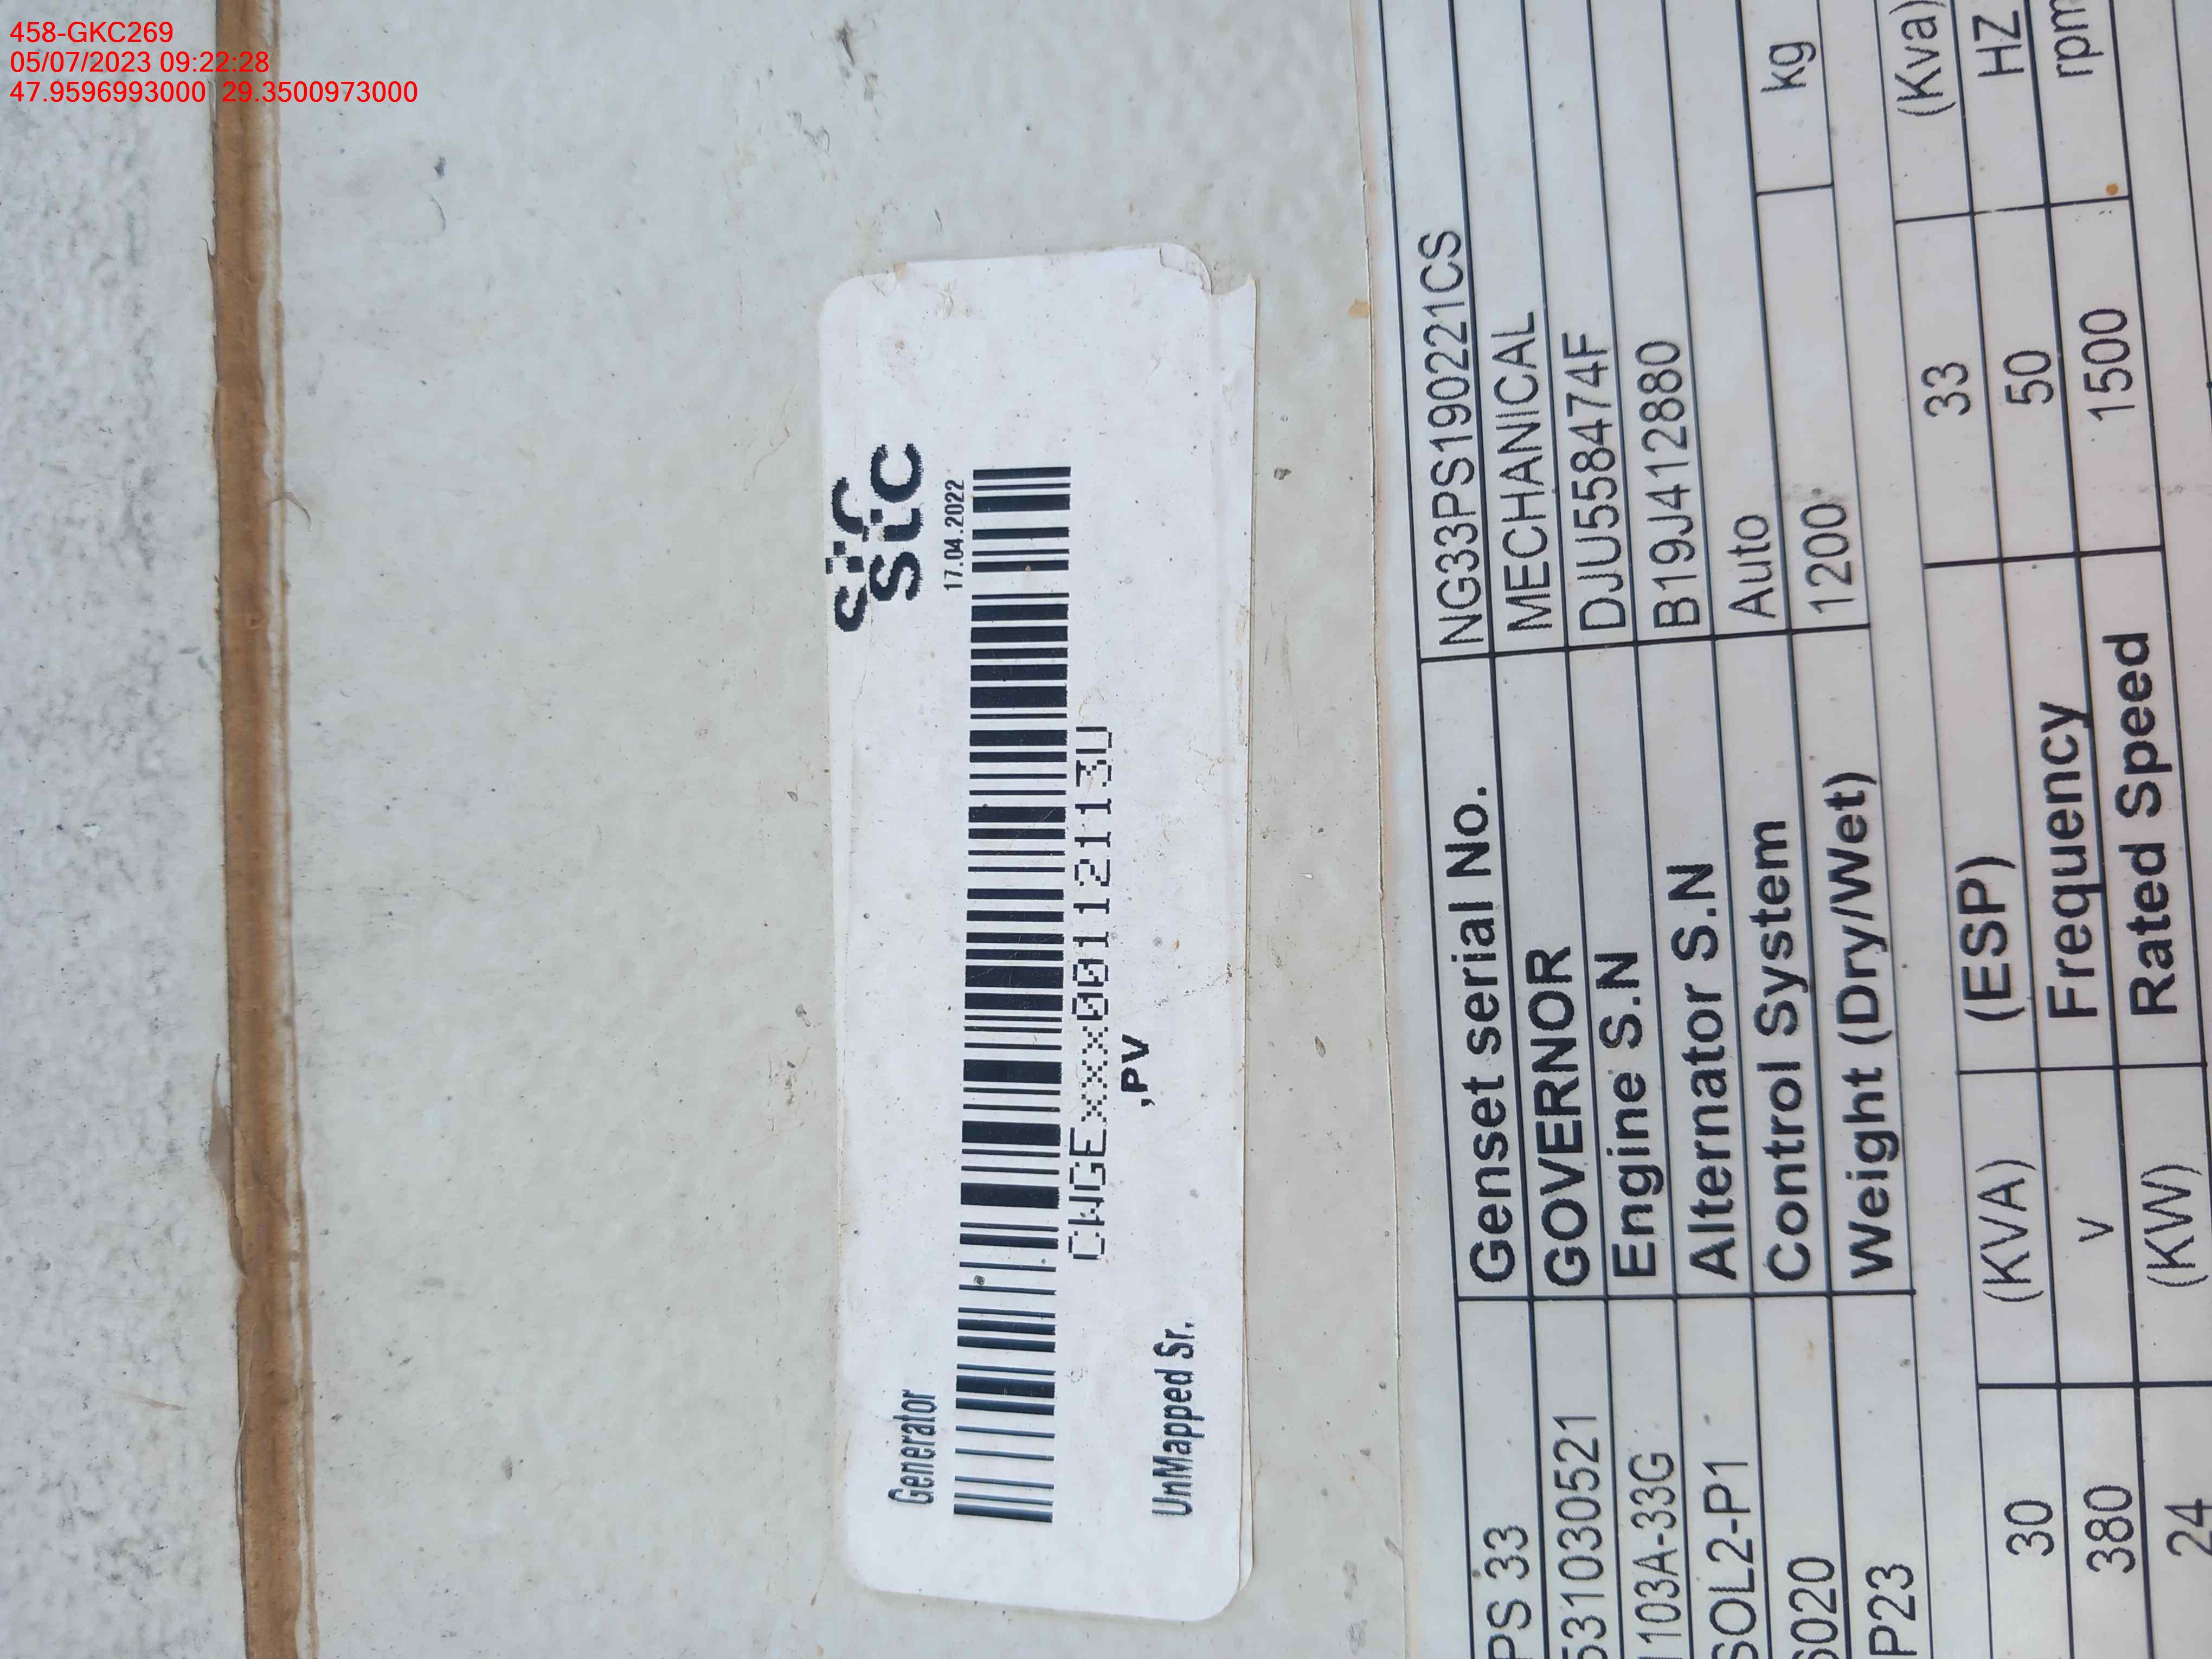 458-GKC269
05/07/2023 09:22:28
47.9596993000 29.3500973000
Generator
stc
17.04.2022
CWGExxx00112113U
,PV
UnMapped Sr.
PS 33 Genset serial No. NG33PS190221CS
531030521 GOVERNOR MECHANICAL
1103A-33G Engine S.N DJU558474F
SOL2-P1 Alternator S.N B19J412880
6020 Control System Auto
P23 Weight (Dry/Wet) 1200 kg
30 (KVA) (ESP) 33 (Kva)
380 v Frequency 50 HZ
24 (KW) Rated Speed 1500 rpm